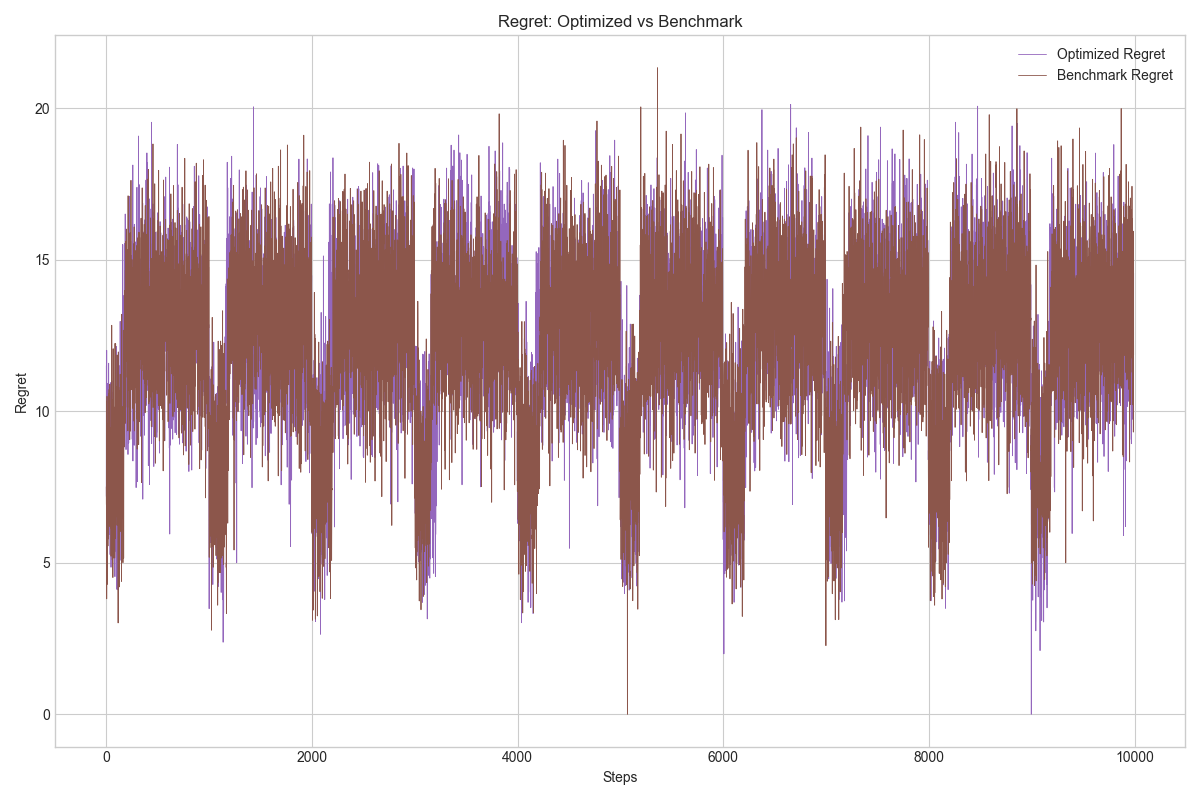 Regret: Optimized vs Benchmark
Optimized Regret
Benchmark Regret
20
15
10
5
0
Regret
0 2000 4000 6000 8000 10000
Steps